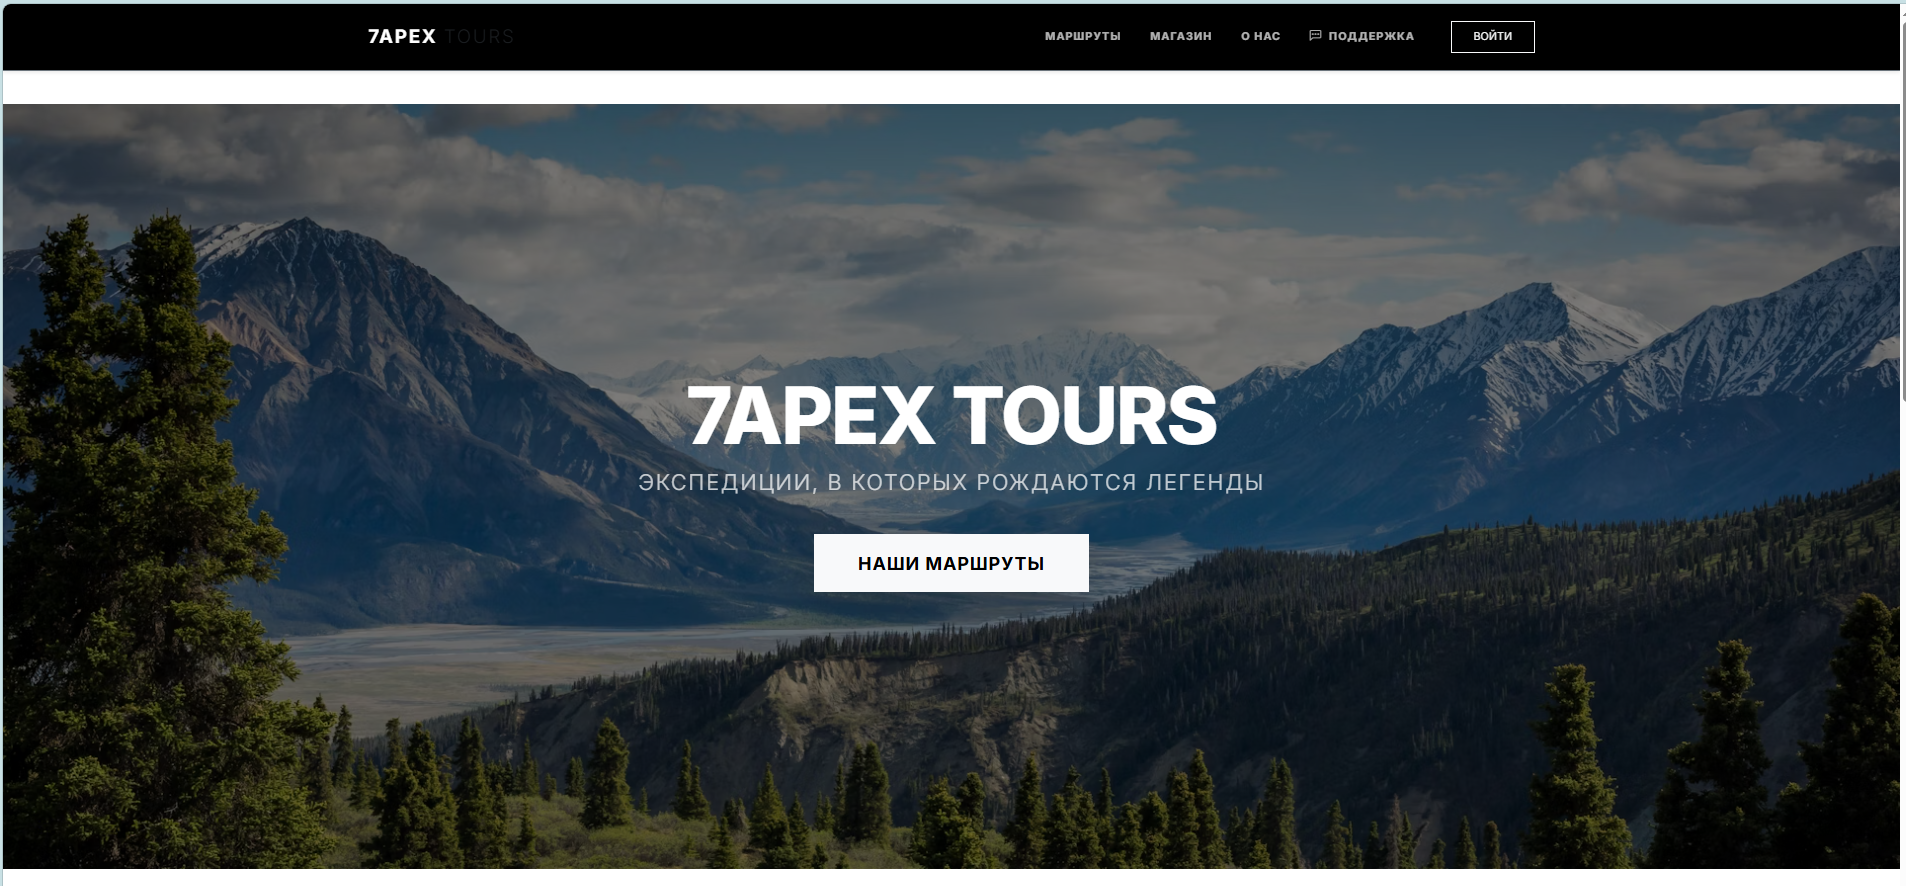 7APEX TOURS
МАРШРУТЫ МАГАЗИН О НАС ПОДДЕРЖКА ВОЙТИ
7APEX TOURS
ЭКСПЕДИЦИИ, В КОТОРЫХ РОЖДАЮТСЯ ЛЕГЕНДЫ
НАШИ МАРШРУТЫ